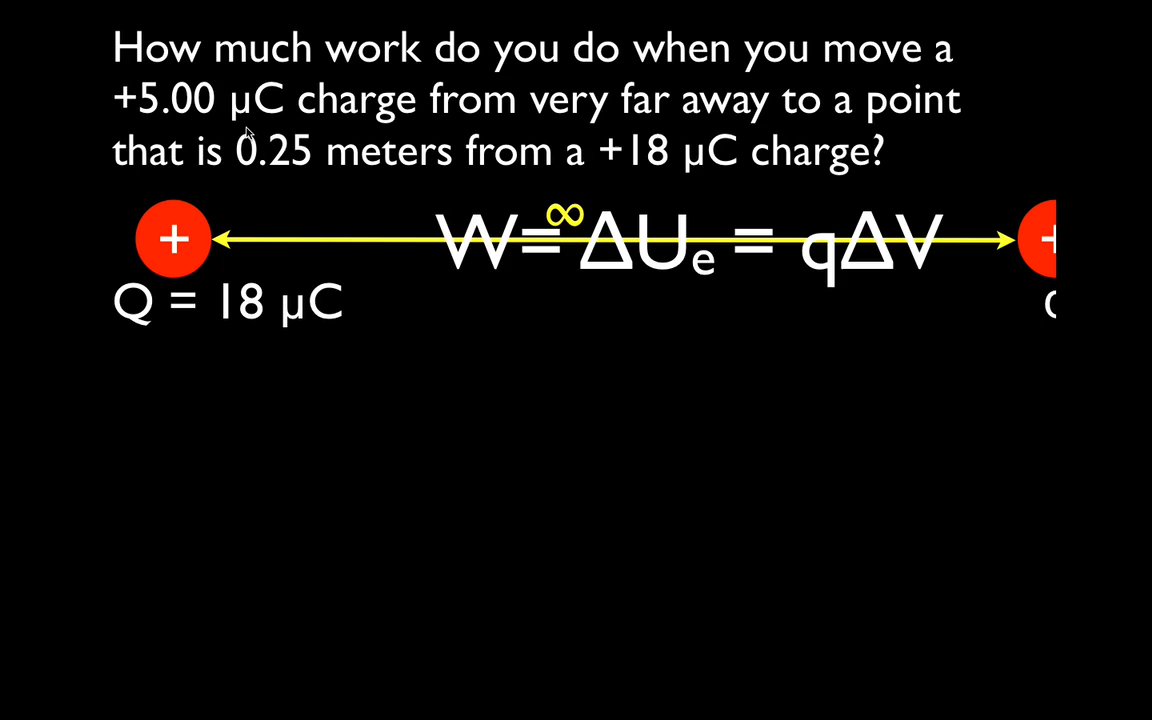 How much work do you do when you move a
+5.00 µC charge from very far away to a point
that is 0.25 meters from a +18 µC charge?
+ ∞ W = ΔUₑ = qΔV
Q = 18 µC